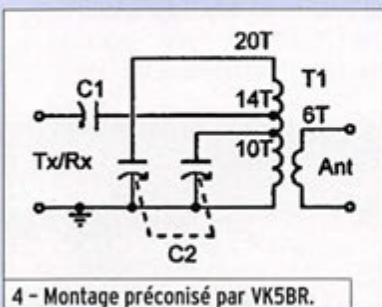 20T
C1
14T
T1
6T
10T
Tx/Rx
Ant
C2
4 - Montage préconisé par VK5BR.